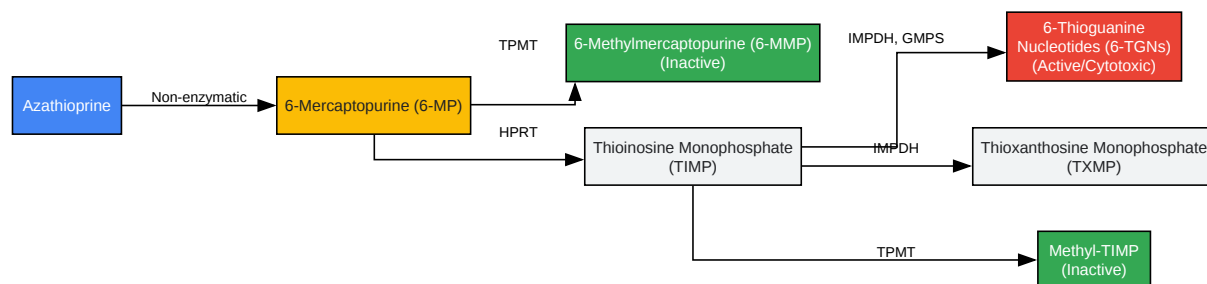 Azathioprine
Non-enzymatic
6-Mercaptopurine (6-MP)
TPMT
6-Methylmercaptopurine (6-MMP)
(Inactive)
HPRT
Thioinosine Monophosphate
(TIMP)
IMPDH, GMPS
6-Thioguanine
Nucleotides (6-TGNs)
(Active/Cytotoxic)
IMPDH
Thioxanthosine Monophosphate
(TXMP)
TPMT
Methyl-TIMP
(Inactive)